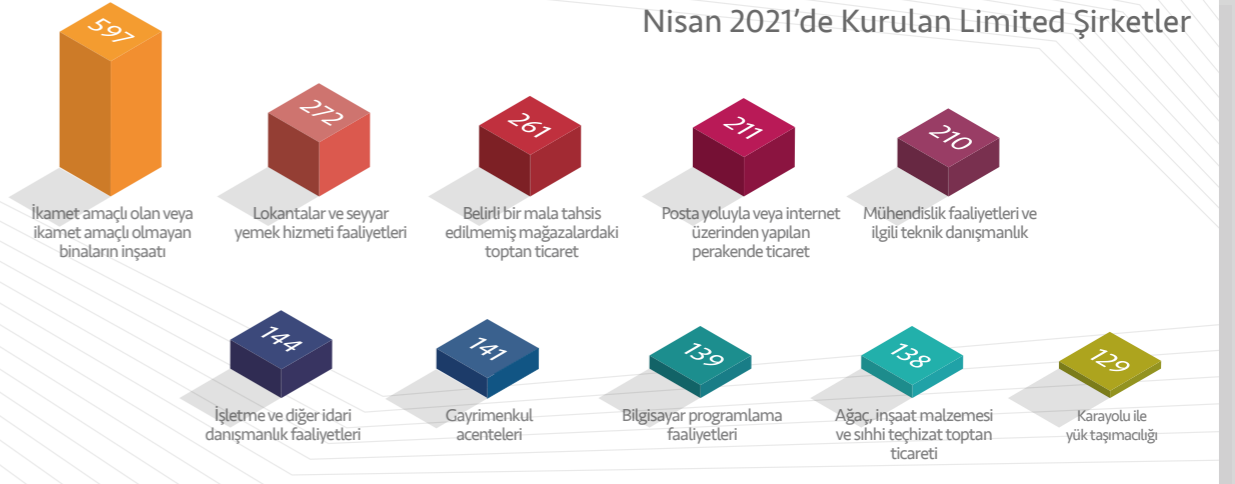 Nisan 2021'de Kurulan Limited Şirketler
597
İkamet amaçlı olan veya
ikamet amaçlı olmayan
binaların inşaatı
272
Lokantalar ve seyyar
yemek hizmeti faaliyetleri
261
Belirli bir mala tahsis
edilmemiş mağazalardaki
toptan ticaret
211
Posta yoluyla veya internet
üzerinden yapılan
perakende ticaret
210
Mühendislik faaliyetleri ve
ilgili teknik danışmanlık
144
İşletme ve diğer idari
danışmanlık faaliyetleri
141
Gayrimenkul
acenteleri
139
Bilgisayar programlama
faaliyetleri
138
Ağaç, inşaat malzemesi
ve sıhhi teçhizat toptan
ticareti
129
Karayolu ile
yük taşımacılığı